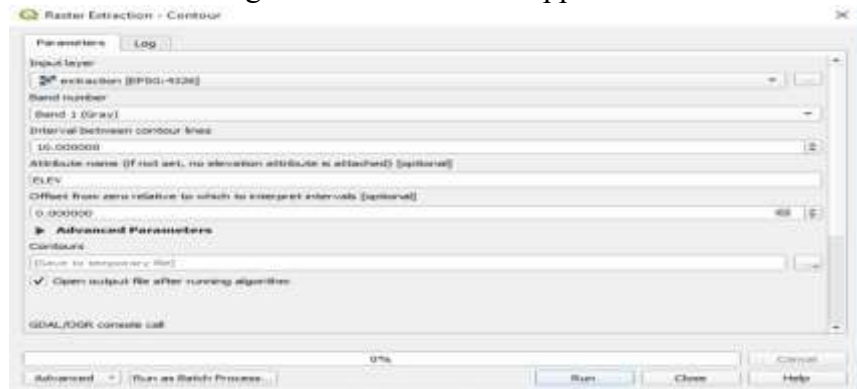 Raster Extraction - Contour
Parameters Log
Input layer
extraction [EPSG:4326]
Band number
Band 1 (Gray)
Interval between contour lines
10.000000
Attribute name (if not set, no elevation attribute is attached) [optional]
ELEV
Offset from zero relative to which to interpret intervals [optional]
0.000000
Advanced Parameters
Contours
[Save to temporary file]
Open output file after running algorithm
GDAL/OGR console call
0%
Cancel
Advanced Run as Batch Process... Run Close Help